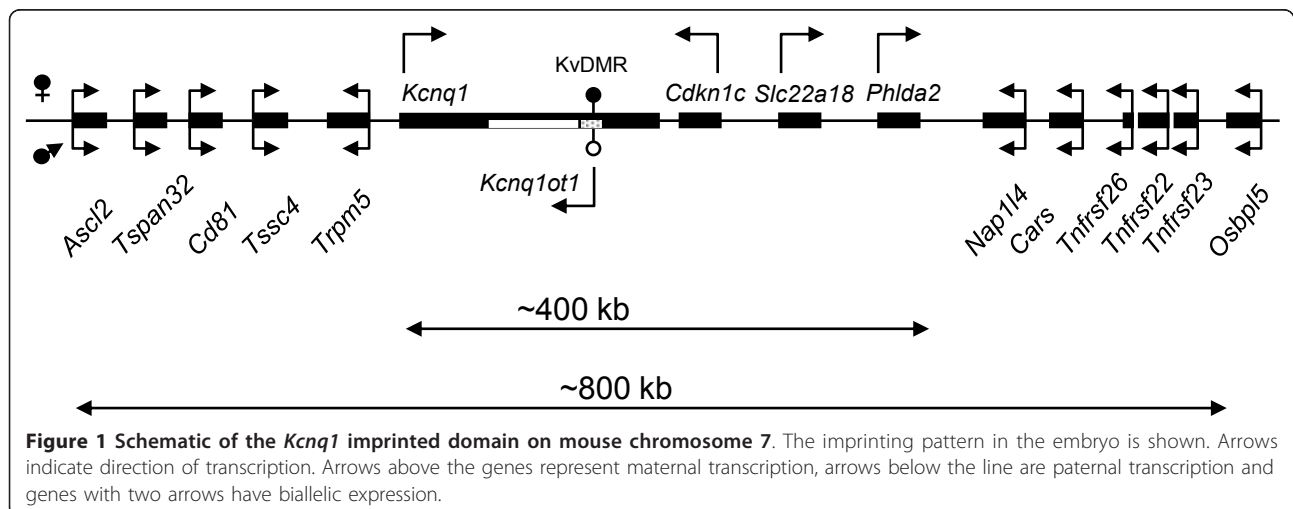 KvDMR
Kcnq1
Cdkn1c
Slc22a18
Phlda2
♀
♂
Kcnq1ot1
Ascl2
Tspan32
Cd81
Tssc4
Trpm5
Nap1l4
Cars
Tnfrsf26
Tnfrsf22
Tnfrsf23
Osbpl5
~400 kb
~800 kb
Figure 1 Schematic of the Kcnq1 imprinted domain on mouse chromosome 7. The imprinting pattern in the embryo is shown. Arrows
indicate direction of transcription. Arrows above the genes represent maternal transcription, arrows below the line are paternal transcription and
genes with two arrows have biallelic expression.